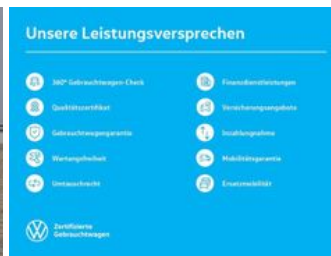 Unsere Leistungsversprechen
360° Gebrauchtwagen-Check
Qualitätszertifikat
Gebrauchtwagengarantie
Wartungsfreiheit
Umtauschrecht
Finanzdienstleistungen
Versicherungsangebote
Inzahlungnahme
Mobilitätsgarantie
Ersatzmobilität
Zertifizierte
Gebrauchtwagen